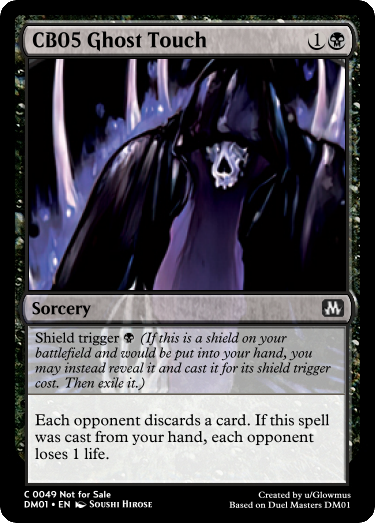 CB05 Ghost Touch 1
Sorcery
Shield trigger (If this is a shield on your
battlefield and would be put into your hand, you
may instead reveal it and cast it for its shield trigger
cost. Then exile it.)
Each opponent discards a card. If this spell
was cast from your hand, each opponent
loses 1 life.
C 0049 Not for Sale
DM01 • EN Soushi Hirose
Created by u/Glowmus
Based on Duel Masters DM01